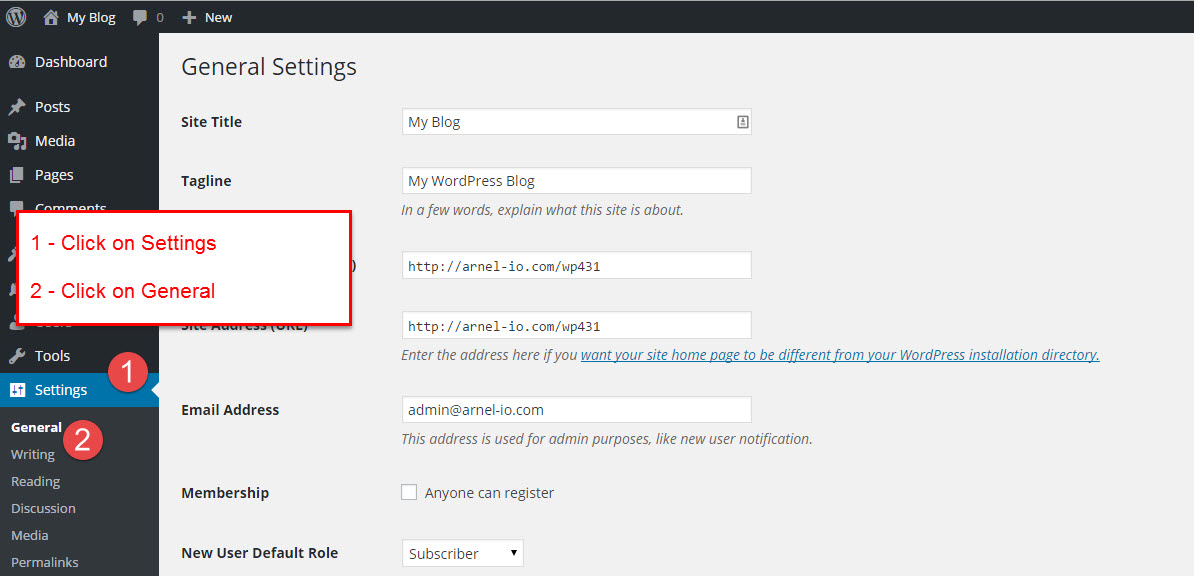 My Blog 0 New
Dashboard
Posts
Media
Pages
Comments
Tools
Settings
General
Writing
Reading
Discussion
Media
Permalinks
1 - Click on Settings
2 - Click on General
1
2
General Settings
Site Title
My Blog
Tagline
My WordPress Blog
In a few words, explain what this site is about.
)
http://arnel-io.com/wp431
Site Address (URL)
http://arnel-io.com/wp431
Enter the address here if you want your site home page to be different from your WordPress installation directory.
Email Address
admin@arnel-io.com
This address is used for admin purposes, like new user notification.
Membership
Anyone can register
New User Default Role
Subscriber